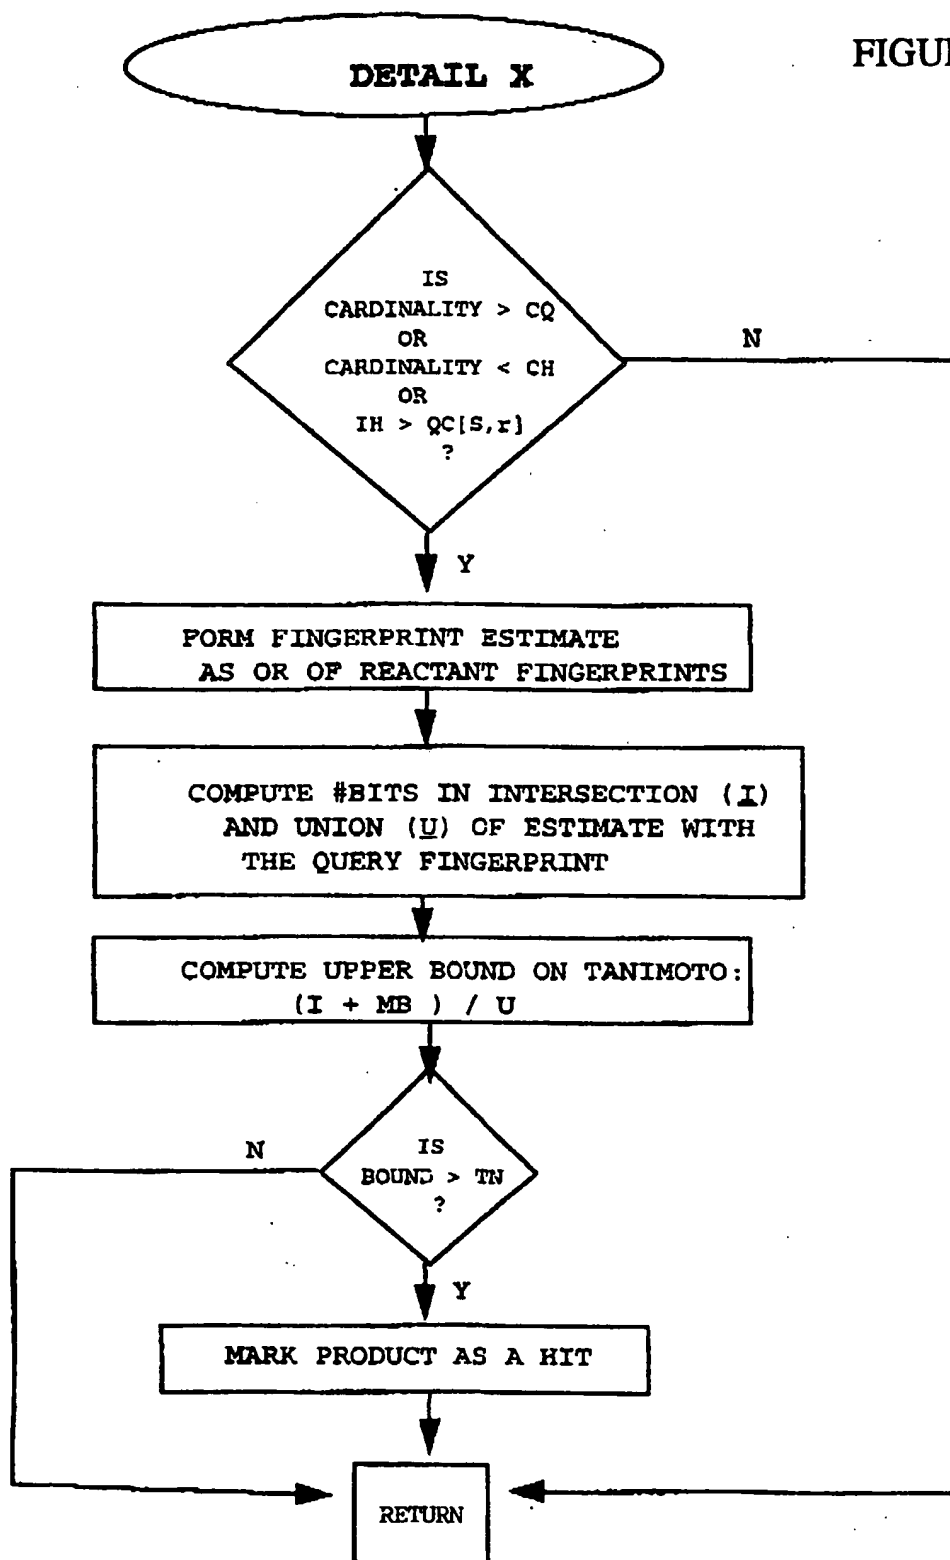 DETAIL X
FIGU
IS
CARDINALITY > CQ
OR
CARDINALITY < CH
OR
IH > QC[S,r]
?
N
Y
FORM FINGERPRINT ESTIMATE
AS OR OF REACTANT FINGERPRINTS
COMPUTE #BITS IN INTERSECTION (I)
AND UNION (U) OF ESTIMATE WITH
THE QUERY FINGERPRINT
COMPUTE UPPER BOUND ON TANIMOTO:
(I + MB ) / U
IS
BOUND > TN
?
N
Y
MARK PRODUCT AS A HIT
RETURN